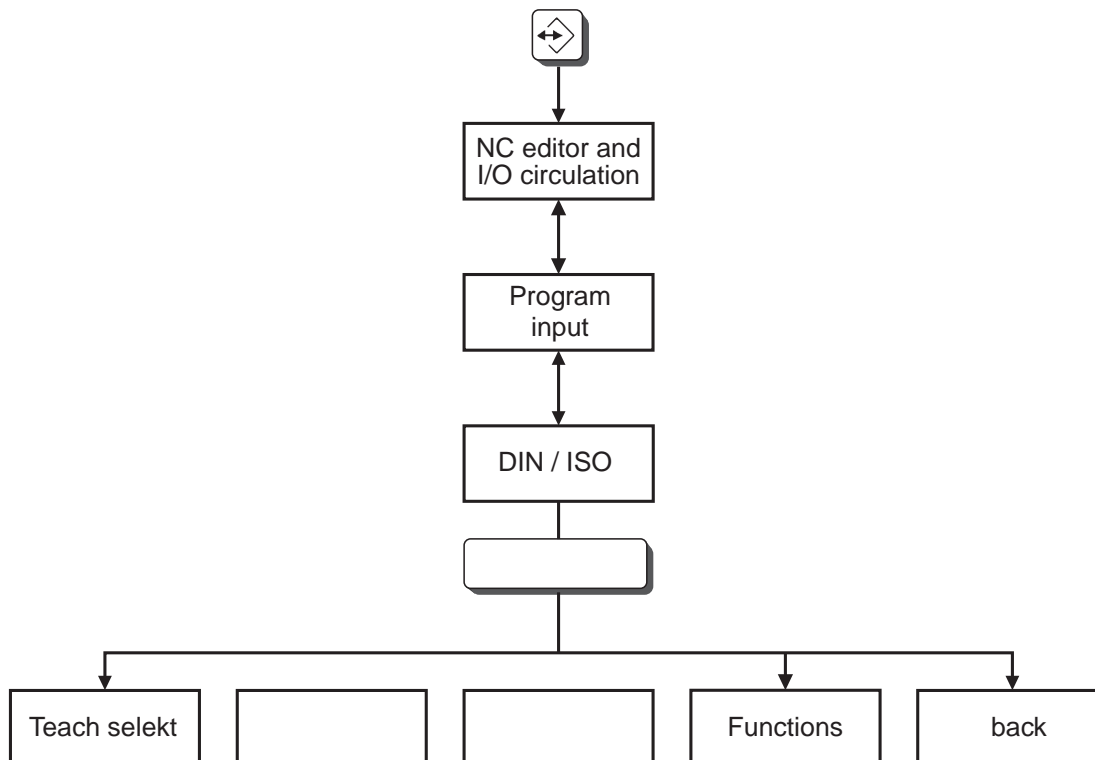 NC editor and
I/O circulation
Program
input
DIN / ISO
Teach selekt
Functions
back